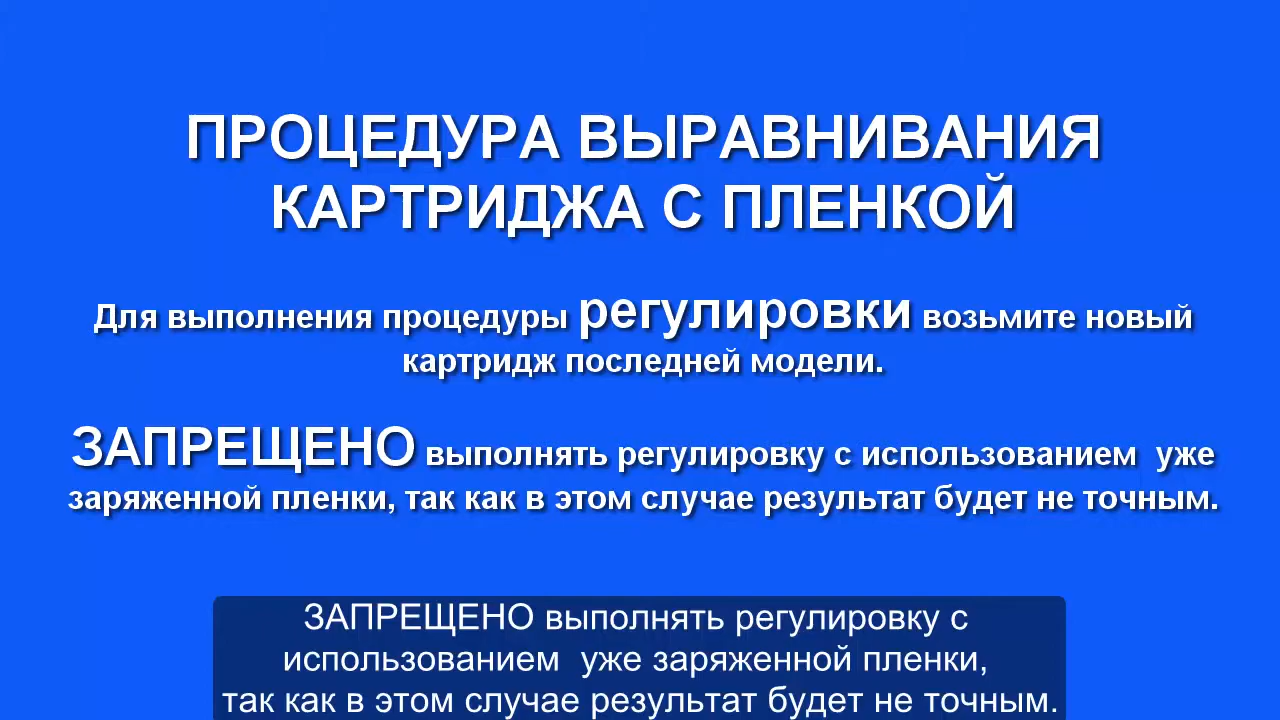 ПРОЦЕДУРА ВЫРАВНИВАНИЯ
КАРТРИДЖА С ПЛЕНКОЙ
Для выполнения процедуры регулировки возьмите новый
картридж последней модели.
ЗАПРЕЩЕНО выполнять регулировку с использованием  уже
заряженной пленки, так как в этом случае результат будет не точным.
ЗАПРЕЩЕНО выполнять регулировку с
использованием  уже заряженной пленки,
так как в этом случае результат будет не точным.